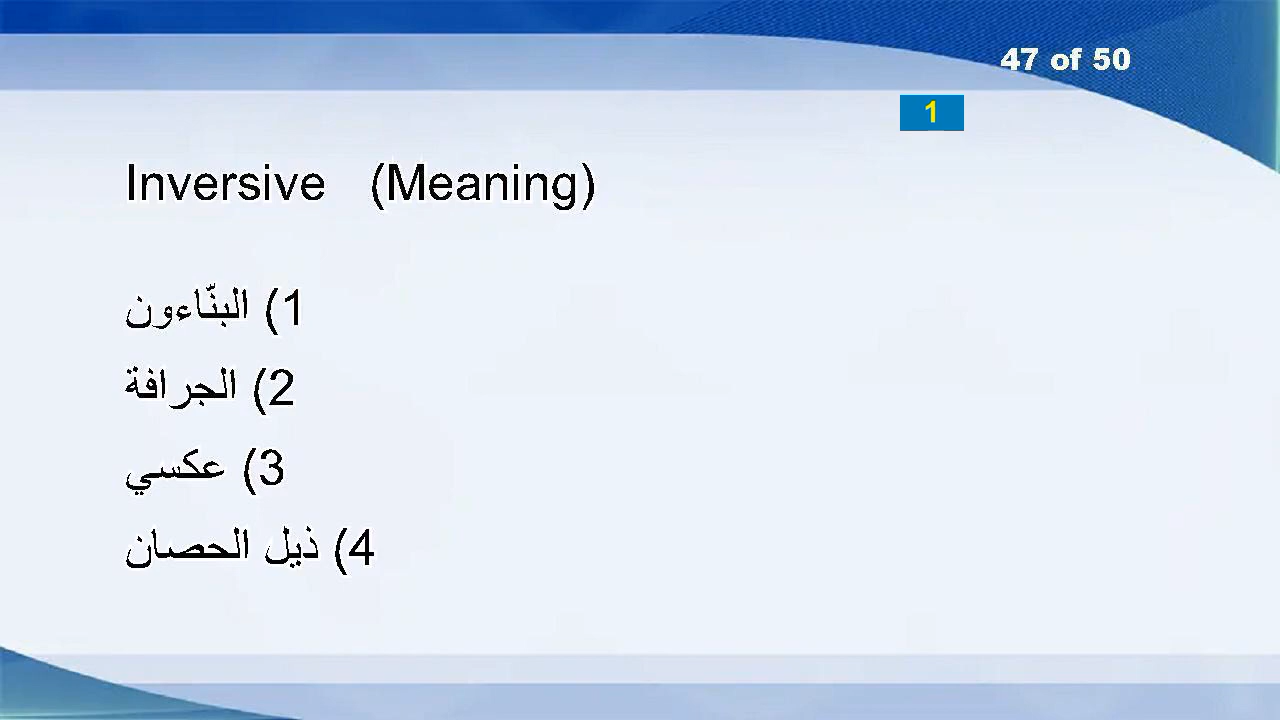 47 of 50
1
Inversive (Meaning)
1) البنّاءون
2) الجرافة
3) عكسي
4) ذيل الحصان